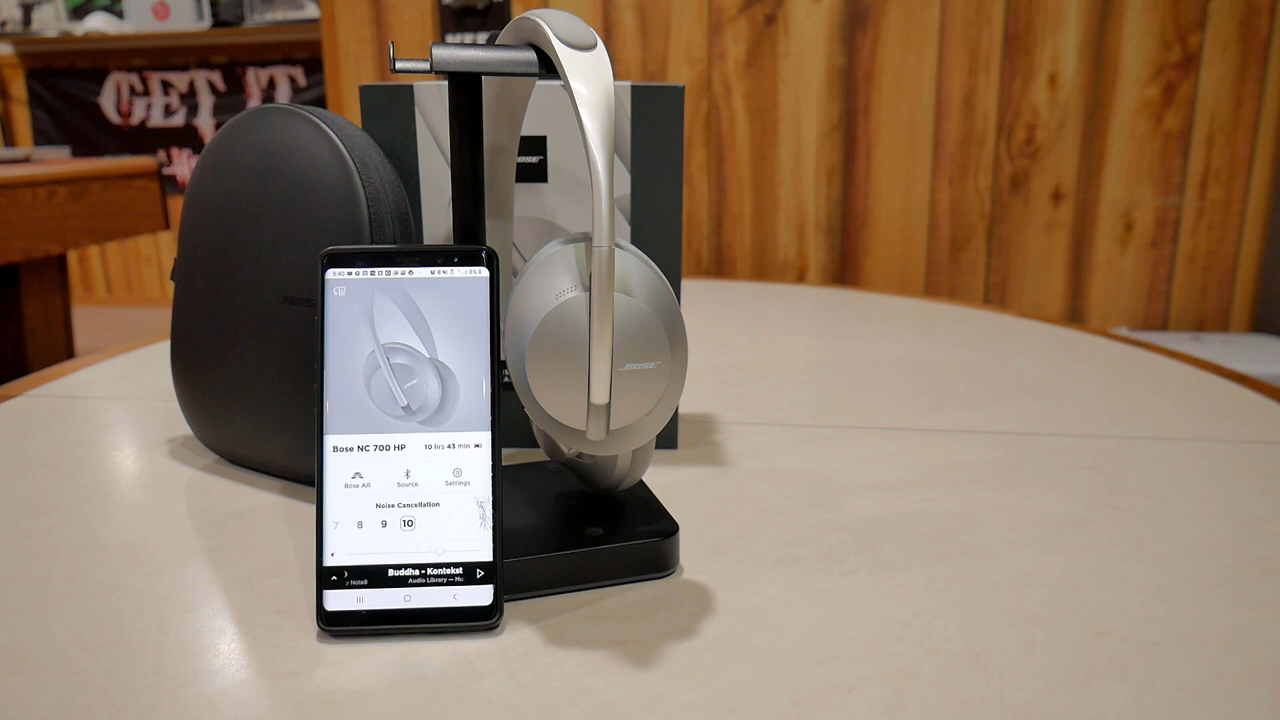 GET IT
BOSE
BOSE
5:40
BOSE
Bose NC 700 HP
10 hrs 43 min
Bose AR
Source
Settings
Noise Cancellation
7 8 9 10
Buddha - Kontekst
y Note8
Audio Library — Mu